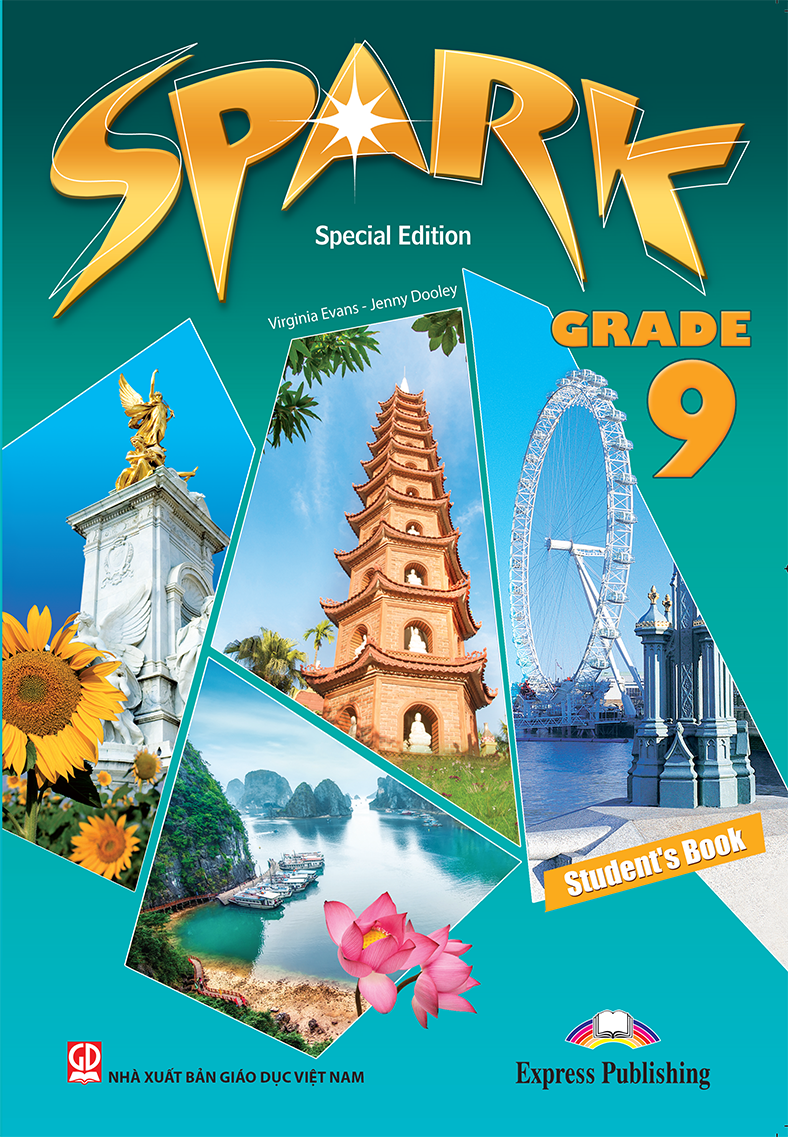 SPARK
Special Edition
Virginia Evans - Jenny Dooley
GRADE
9
Student's Book
GD
NHÀ XUẤT BẢN GIÁO DỤC VIỆT NAM
Express Publishing